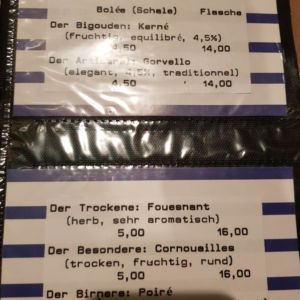 Bolée (Schale) Flasche
Der Bigouden: Kerné
(fruchtig, equilibré, 4,5%)
4,50 14,00
Der Gorvello
(elegant, 4,5%, traditionnel)
4,50 14,00
Der Trockene: Fouesnant
(herb, sehr aromatisch)
5,00 16,00
Der Besondere: Cornouailles
(trocken, fruchtig, rund)
5,00 16,00
Der Birnere: Poiré